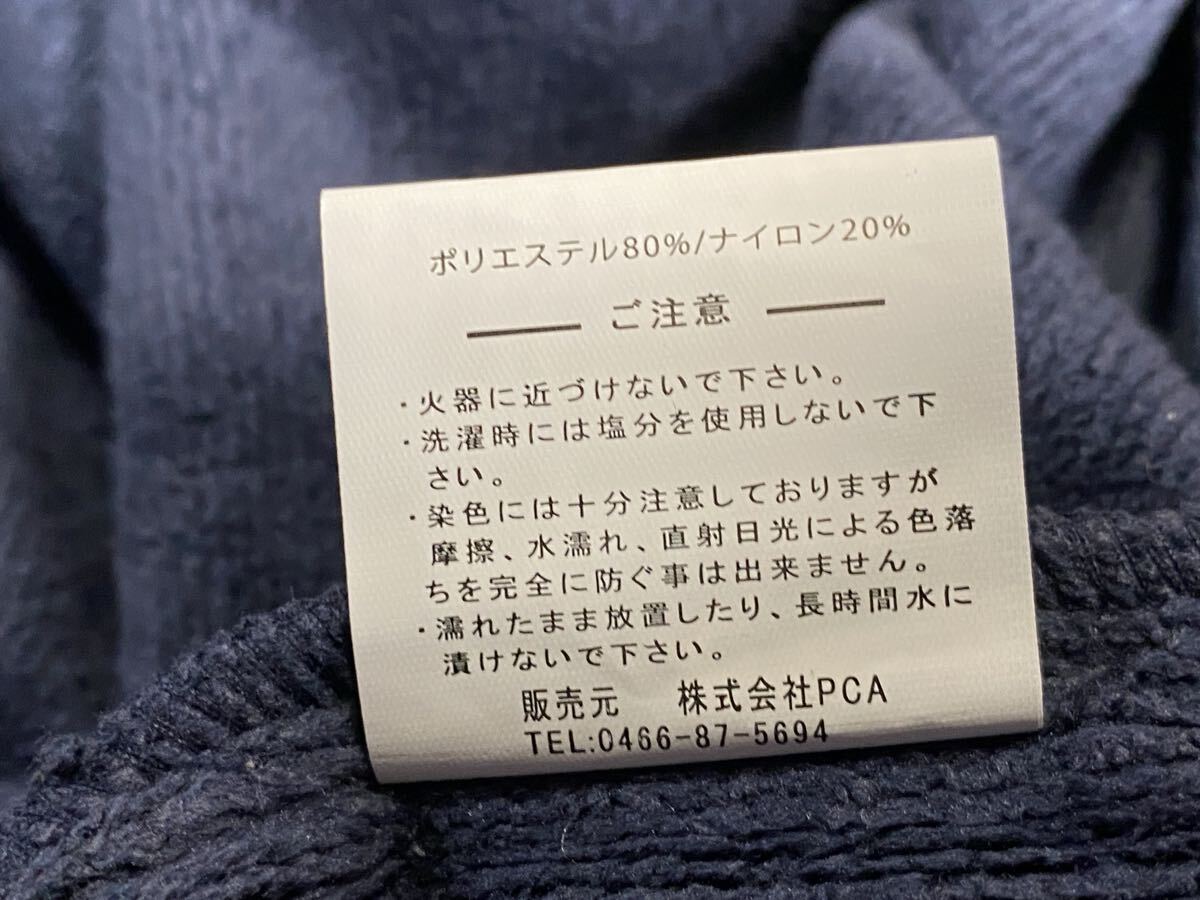 ポリエステル80%/ナイロン20%
ご注意
・火器に近づけないで下さい。
・洗濯時には塩分を使用しないで下
さい。
・染色には十分注意しておりますが
摩擦、水濡れ、直射日光による色落
ちを完全に防ぐ事は出来ません。
・濡れたまま放置したり、長時間水に
漬けないで下さい。
販売元 株式会社PCA
TEL:0466-87-5694